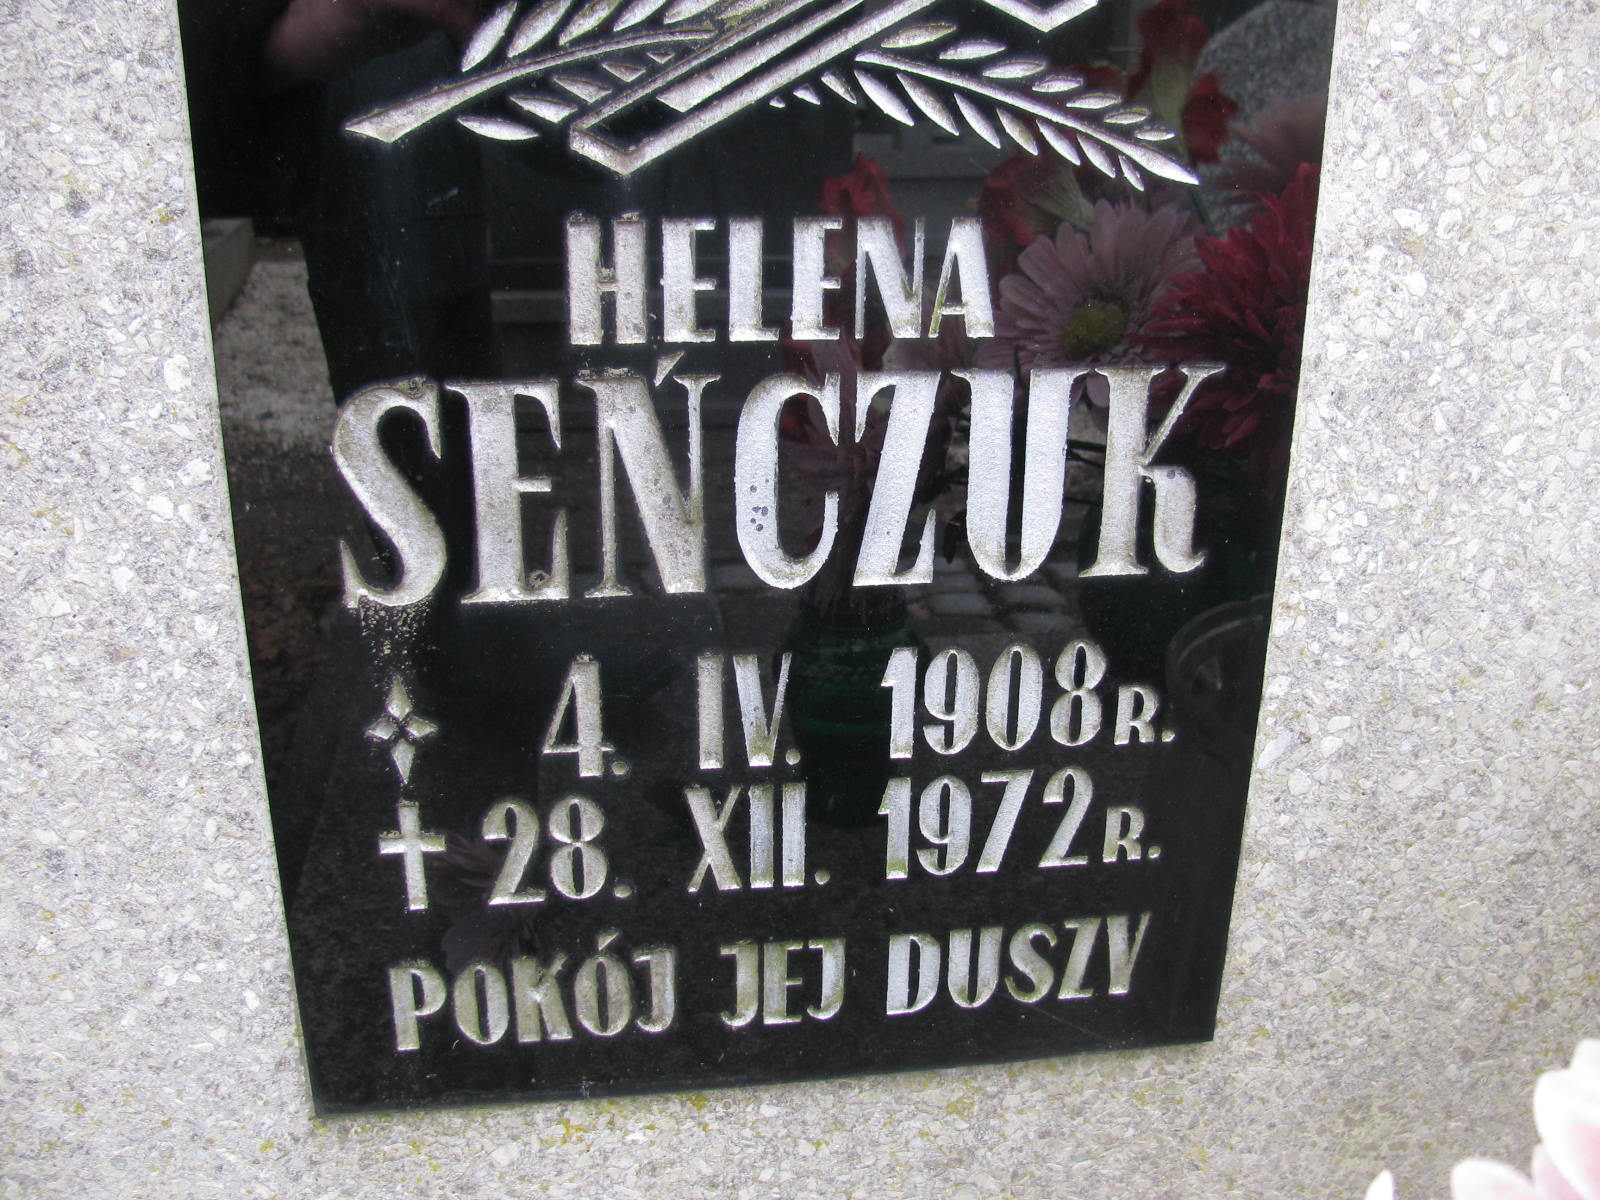 HELENA
SEŃCZUK
4. IV. 1908 R.
28. XII. 1972 R.
POKÓJ JEJ DUSZY